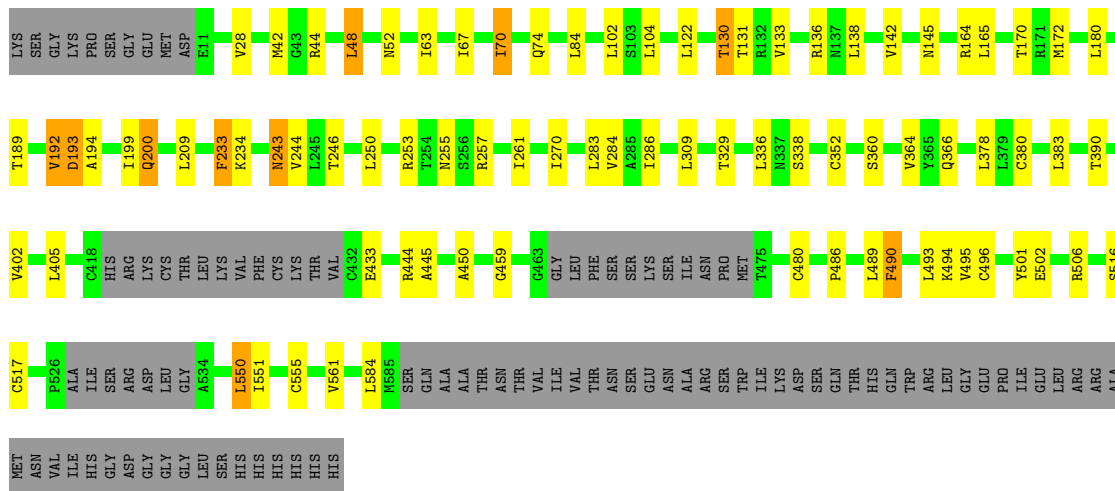 LYS SER GLY LYS PRO SER GLY GLU MET ASP E11 V28 M42 G43 R44 L48 N52 I63 I67 I70 Q74 L84 L102 S103 L104 L122 T130 T131 R132 V133 R136 N137 L138 V142 N145 R164 L165 T170 R171 M172 L180
T189 V192 D193 A194 I199 Q200 L209 F233 K234 N243 V244 L245 T246 L250 R253 T254 N255 S256 R257 I261 I270 L283 V284 A285 I286 L309 T329 L336 N337 S338 C352 S360 V364 Y365 Q366 L378 L379 C380 L383 T390
V402 L405 C418 HIS ARG LYS CYS THR LEU LYS VAL PHE CYS LYS THR VAL C432 E433 R444 A445 A450 G459 G463 GLY LEU PHE SER SER LYS SER ILE ASN PRO MET T475 C480 P486 L489 F490 L493 K494 V495 C496 Y501 E502 R506 S516
C517 P526 ALA ILE SER ARG ASP LEU GLY A534 L550 I551 C555 V561 L584 M585 SER GLN ALA ALA THR ASN THR VAL ILE VAL THR ASN SER GLU ASN ALA ARG SER TRP ILE LYS ASP SER GLN THR HIS GLN TRP ARG LEU GLY GLU PRO ILE GLU LEU ARG ARG ALA
MET ASN VAL ILE HIS GLY ASP GLY GLY GLY LEU SER HIS HIS HIS HIS HIS HIS